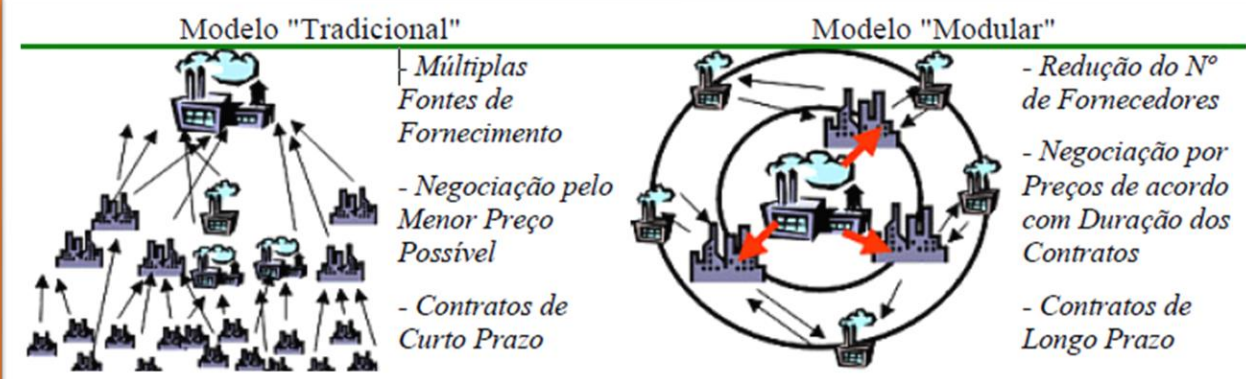 Modelo "Tradicional"
- Múltiplas
Fontes de
Fornecimento
- Negociação pelo
Menor Preço
Possível
- Contratos de
Curto Prazo
Modelo "Modular"
- Redução do Nº
de Fornecedores
- Negociação por
Preços de acordo
com Duração dos
Contratos
- Contratos de
Longo Prazo